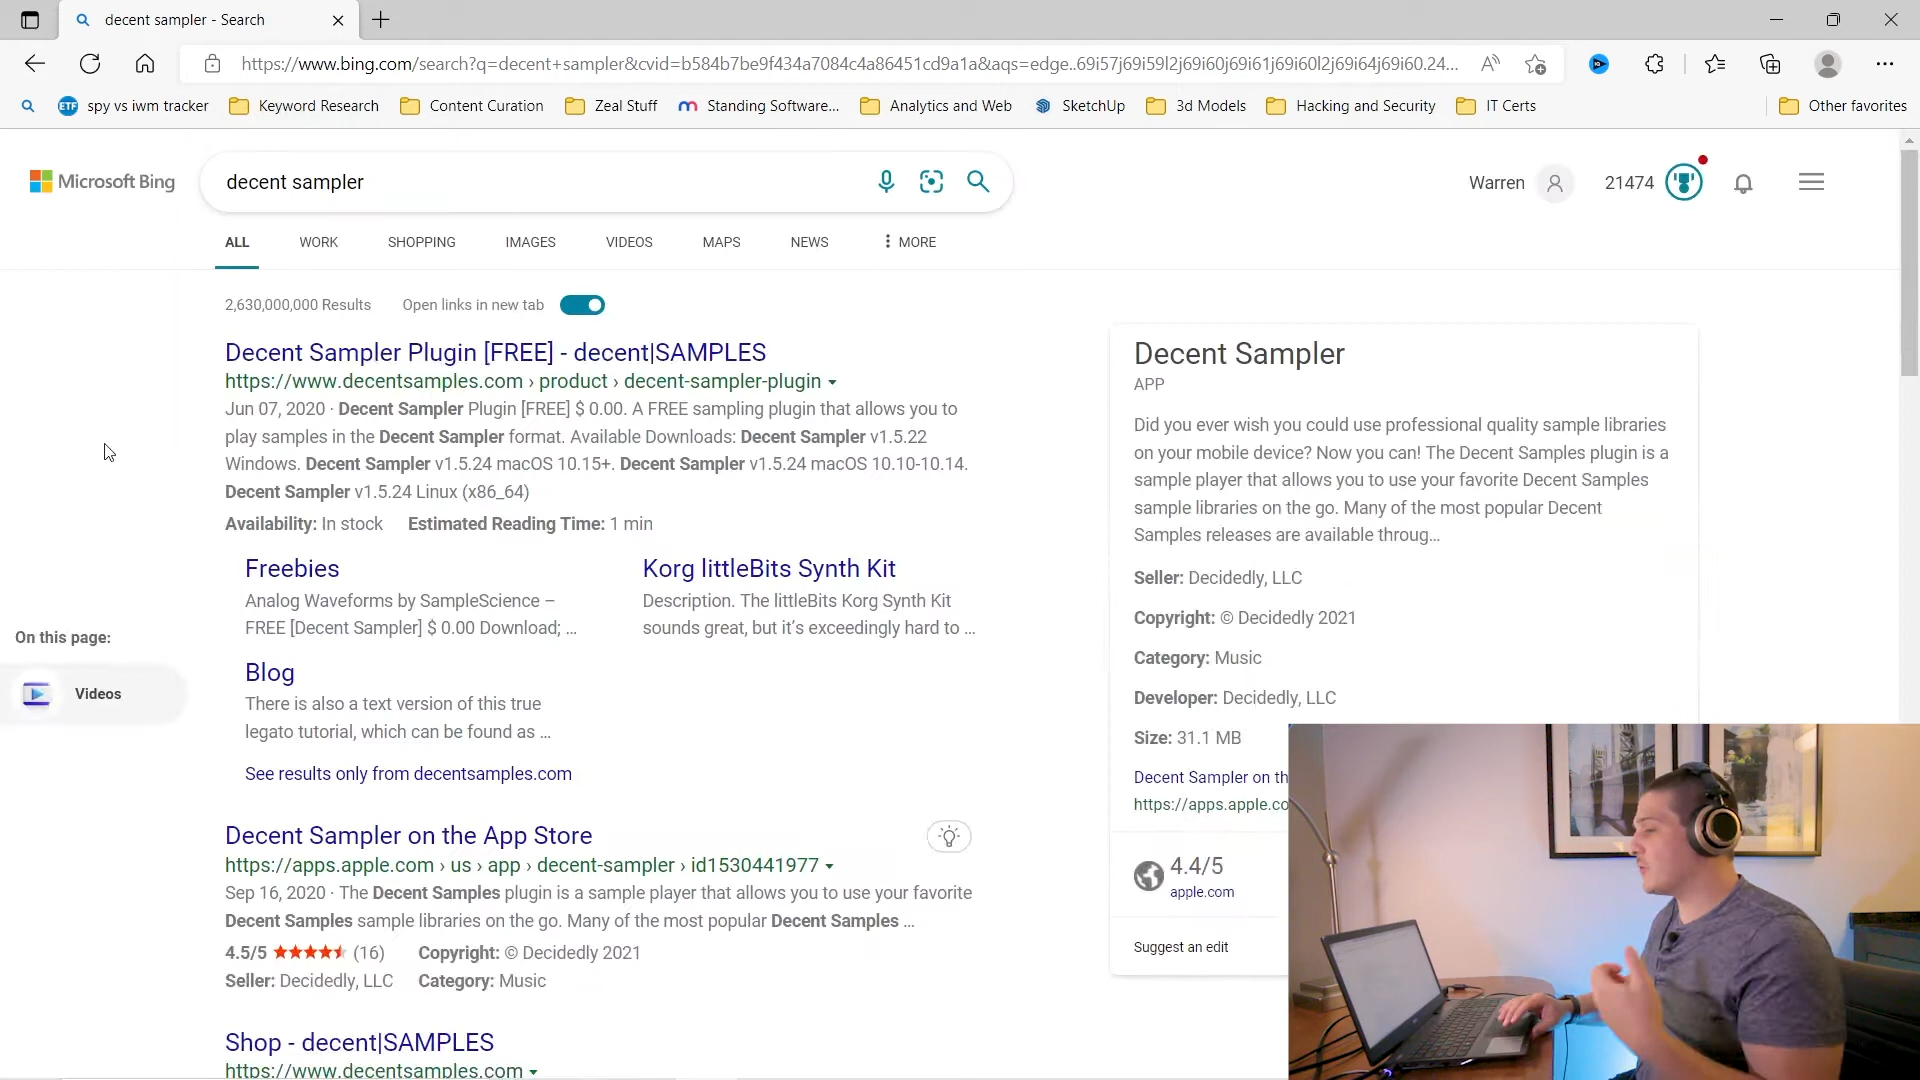 decent sampler - Search
https://www.bing.com/search?q=decent+sampler&cvid=b584b7be9f434a7084c4a86451cd9a1a&aqs=edge..69i57j69i59l2j69i60j69i61j69i60l2j69i64j69i60.24...
ETF spy vs iwm tracker Keyword Research Content Curation Zeal Stuff Standing Software... Analytics and Web SketchUp 3d Models Hacking and Security IT Certs Other favorites
Microsoft Bing
decent sampler
Warren
21474
ALL WORK SHOPPING IMAGES VIDEOS MAPS NEWS MORE
2,630,000,000 Results Open links in new tab
Decent Sampler Plugin [FREE] - decent|SAMPLES
https://www.decentsamples.com › product › decent-sampler-plugin
Jun 07, 2020 · Decent Sampler Plugin [FREE] $ 0.00. A FREE sampling plugin that allows you to
play samples in the Decent Sampler format. Available Downloads: Decent Sampler v1.5.22
Windows. Decent Sampler v1.5.24 macOS 10.15+. Decent Sampler v1.5.24 macOS 10.10-10.14.
Decent Sampler v1.5.24 Linux (x86_64)
Availability: In stock Estimated Reading Time: 1 min
Freebies
Analog Waveforms by SampleScience –
FREE [Decent Sampler] $ 0.00 Download; ...
Korg littleBits Synth Kit
Description. The littleBits Korg Synth Kit
sounds great, but it's exceedingly hard to ...
Blog
There is also a text version of this true
legato tutorial, which can be found as ...
See results only from decentsamples.com
On this page:
Videos
Decent Sampler on the App Store
https://apps.apple.com › us › app › decent-sampler › id1530441977
Sep 16, 2020 · The Decent Samples plugin is a sample player that allows you to use your favorite
Decent Samples sample libraries on the go. Many of the most popular Decent Samples ...
4.5/5 (16) Copyright: © Decidedly 2021
Seller: Decidedly, LLC Category: Music
Shop - decent|SAMPLES
https://www.decentsamples.com
Decent Sampler
APP
Did you ever wish you could use professional quality sample libraries
on your mobile device? Now you can! The Decent Samples plugin is a
sample player that allows you to use your favorite Decent Samples
sample libraries on the go. Many of the most popular Decent
Samples releases are available throug...
Seller: Decidedly, LLC
Copyright: © Decidedly 2021
Category: Music
Developer: Decidedly, LLC
Size: 31.1 MB
Decent Sampler on th
https://apps.apple.co
4.4/5
apple.com
Suggest an edit